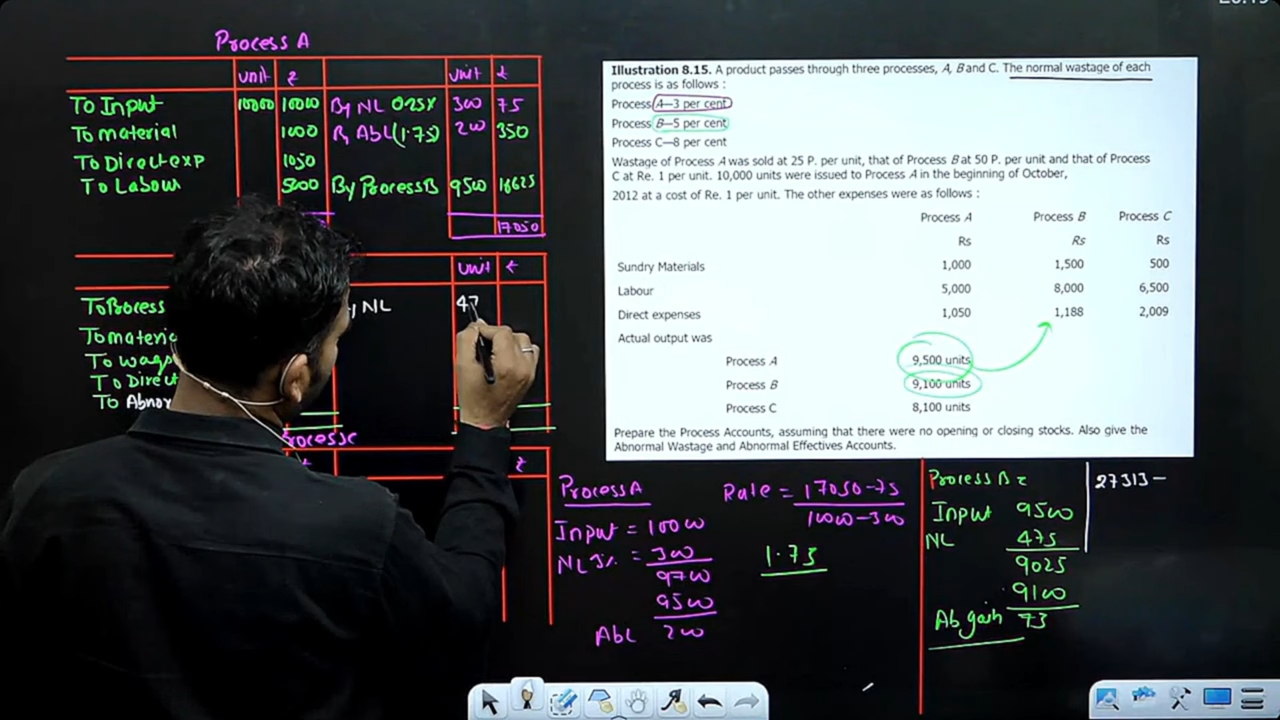 Process A
unit ₹ unit ₹
To Input 10000 10000 By NL 0.25X 300 75
To material 1000 By AbL (1.75) 200 350
To Direct exp 1050
To Labour 5000 By Process B 9500 16625
17050
unit ₹
To Process NL 47
To materi
To wag
To Direct
To Abnor
Process C
₹
Illustration 8.15. A product passes through three processes, A, B and C. The normal wastage of each
process is as follows :
Process A—3 per cent
Process B—5 per cent
Process C—8 per cent
Wastage of Process A was sold at 25 P. per unit, that of Process B at 50 P. per unit and that of Process
C at Re. 1 per unit. 10,000 units were issued to Process A in the beginning of October,
2012 at a cost of Re. 1 per unit. The other expenses were as follows :
Process A Process B Process C
Rs Rs Rs
Sundry Materials 1,000 1,500 500
Labour 5,000 8,000 6,500
Direct expenses 1,050 1,188 2,009
Actual output was
Process A 9,500 units
Process B 9,100 units
Process C 8,100 units
Prepare the Process Accounts, assuming that there were no opening or closing stocks. Also give the
Abnormal Wastage and Abnormal Effectives Accounts.
Process A
Input = 10000
NL 3% = 300
9700
9500
AbL 200
Rate = 17050-75
10000-300
1.75
Process B =
Input 9500
NL 475
9025
9100
Ab gain 75
27313 -